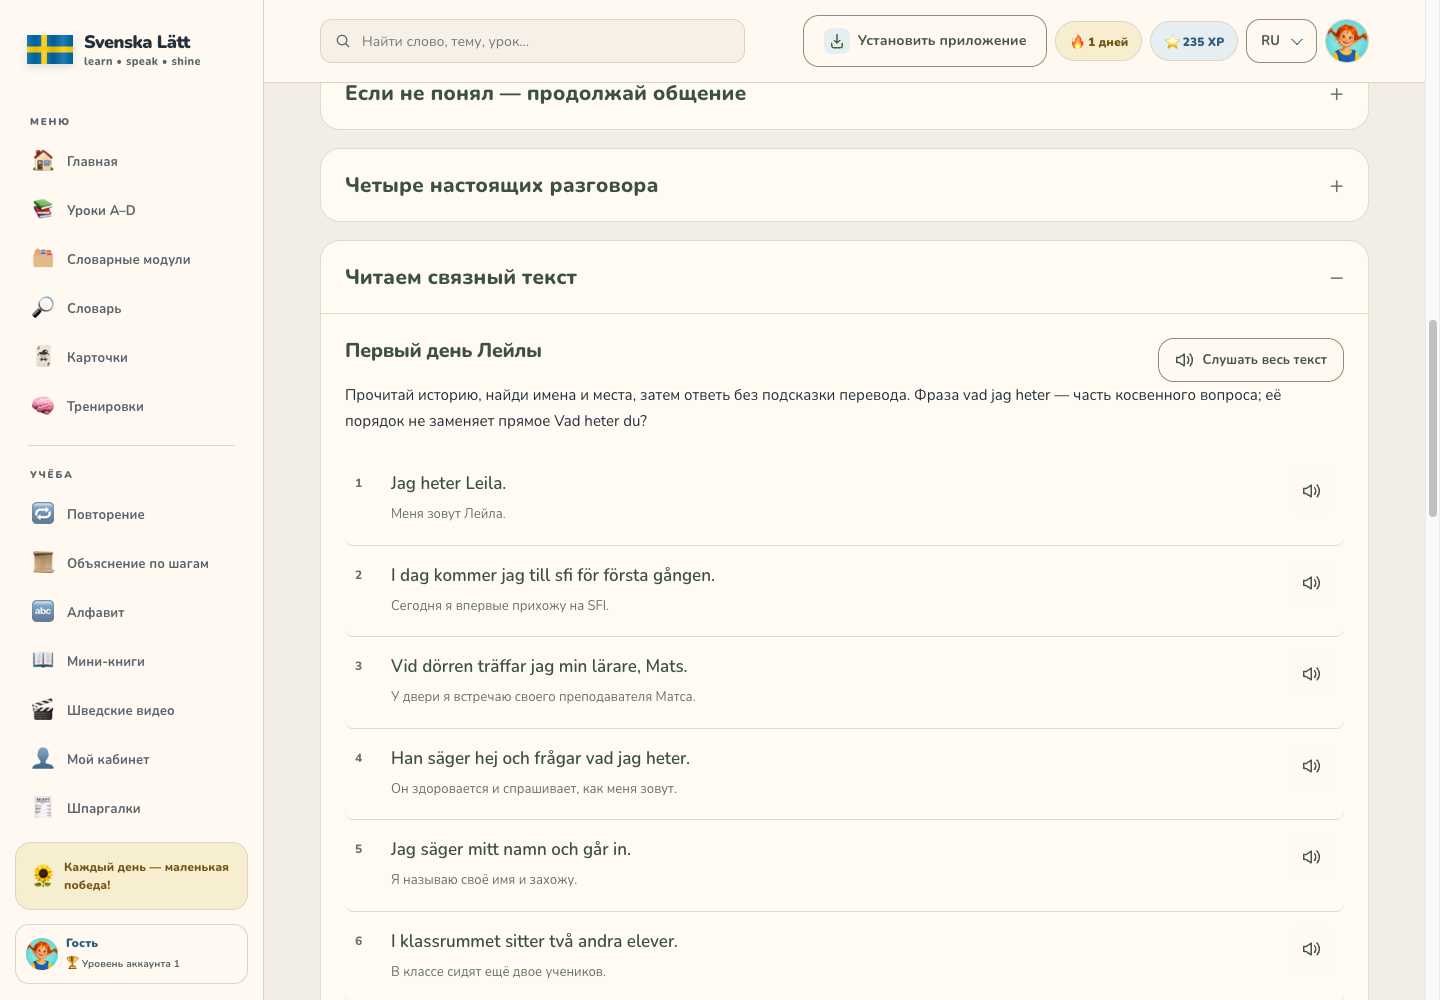 Svenska Lätt
learn • speak • shine
МЕНЮ
Главная
Уроки A–D
Словарные модули
Словарь
Карточки
Тренировки
УЧЁБА
Повторение
Объяснение по шагам
abc
Алфавит
Мини-книги
Шведские видео
Мой кабинет
Шпаргалки
Каждый день — маленькая
победа!
Гость
Уровень аккаунта 1
Найти слово, тему, урок...
Установить приложение
1 дней
235 XP
RU
Если не понял — продолжай общение
Четыре настоящих разговора
Читаем связный текст
Первый день Лейлы
Слушать весь текст
Прочитай историю, найди имена и места, затем ответь без подсказки перевода. Фраза vad jag heter — часть косвенного вопроса; её
порядок не заменяет прямое Vad heter du?
1 Jag heter Leila.
Меня зовут Лейла.
2 I dag kommer jag till sfi för första gången.
Сегодня я впервые прихожу на SFI.
3 Vid dörren träffar jag min lärare, Mats.
У двери я встречаю своего преподавателя Матса.
4 Han säger hej och frågar vad jag heter.
Он здоровается и спрашивает, как меня зовут.
5 Jag säger mitt namn och går in.
Я называю своё имя и захожу.
6 I klassrummet sitter två andra elever.
В классе сидят ещё двое учеников.